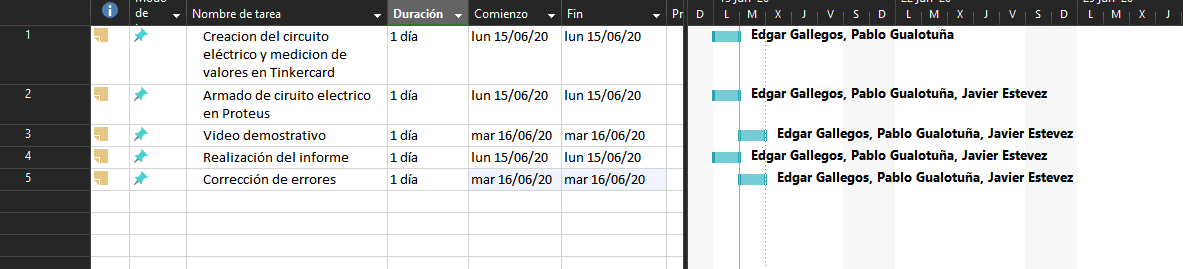 Modo de
Nombre de tarea
Duración
Comienzo
Fin
D L M X J V S D L M X J V S D L M X J
1
Creacion del circuito
eléctrico y medicion de
valores en Tinkercard
1 día
lun 15/06/20
lun 15/06/20
Edgar Gallegos, Pablo Gualotuña
2
Armado de ciruito electrico
en Proteus
1 día
lun 15/06/20
lun 15/06/20
Edgar Gallegos, Pablo Gualotuña, Javier Estevez
3
Video demostrativo
1 día
mar 16/06/20
mar 16/06/20
Edgar Gallegos, Pablo Gualotuña, Javier Estevez
4
Realización del informe
1 día
lun 15/06/20
lun 15/06/20
Edgar Gallegos, Pablo Gualotuña, Javier Estevez
5
Corrección de errores
1 día
mar 16/06/20
mar 16/06/20
Edgar Gallegos, Pablo Gualotuña, Javier Estevez